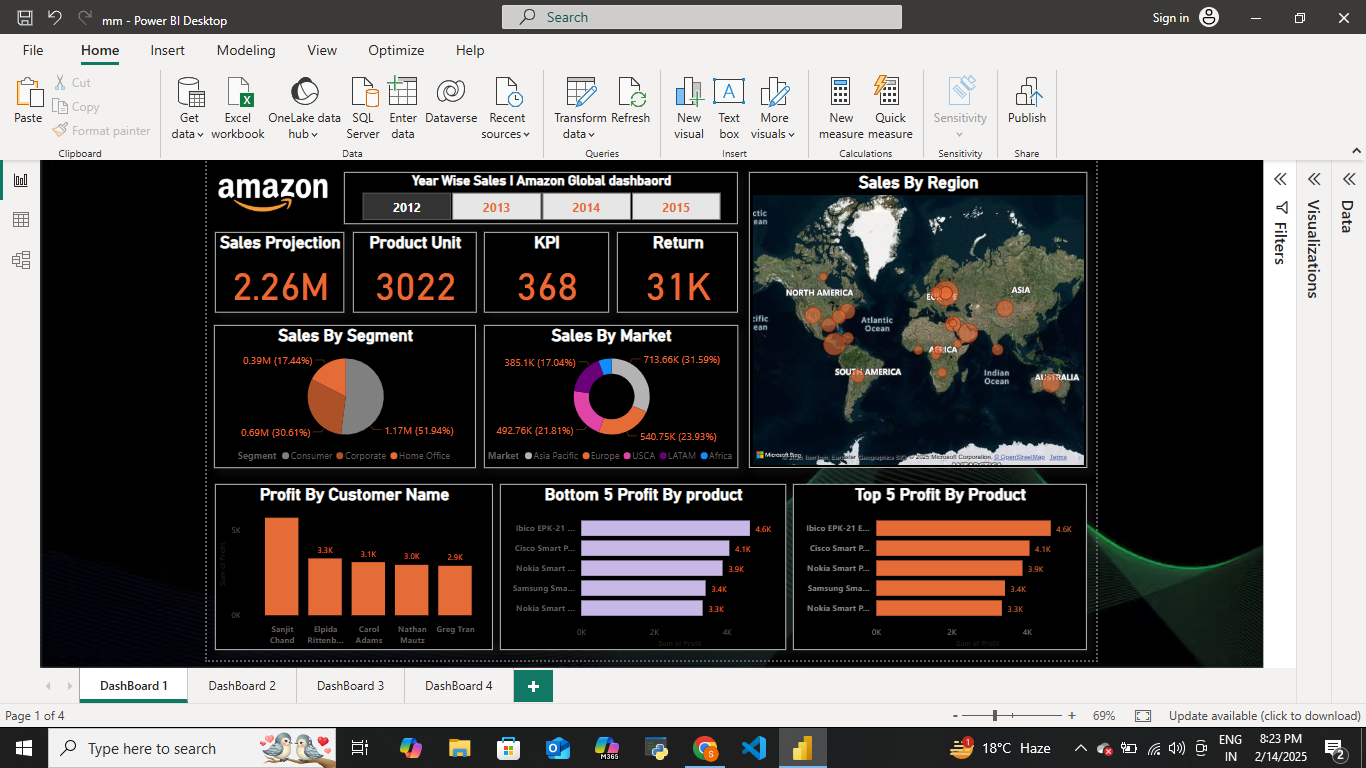 mm - Power BI Desktop
Search
Sign in
File
Home
Insert
Modeling
View
Optimize
Help
Paste
Cut
Copy
Format painter
Clipboard
Get data
Excel workbook
OneLake data hub
SQL Server
Enter data
Dataverse
Recent sources
Data
Transform data
Refresh
Queries
New visual
Text box
More visuals
Insert
New measure
Quick measure
Calculations
Sensitivity
Sensitivity
Publish
Share
amazon
Year Wise Sales I Amazon Global dashbaord
2012
2013
2014
2015
Sales Projection
2.26M
Product Unit
3022
KPI
368
Return
31K
Sales By Region
NORTH AMERICA
ASIA
Atlantic Ocean
AFRICA
SOUTH AMERICA
Indian Ocean
AUSTRALIA
Microsoft Bing
© 2025 Microsoft Corporation, © OpenStreetMap Terms
Sales By Segment
0.39M (17.44%)
0.69M (30.61%)
1.17M (51.94%)
Segment Consumer Corporate Home Office
Sales By Market
385.1K (17.04%)
713.66K (31.59%)
492.76K (21.81%)
540.75K (23.93%)
Market Asia Pacific Europe USCA LATAM Africa
Profit By Customer Name
Sum of Profit
5K
0K
3.3K
3.1K
3.0K
2.9K
Sanjit Chand
Elpida Rittenb...
Carol Adams
Nathan Mautz
Greg Tran
Bottom 5 Profit By product
Ibico EPK-21 ... 4.6K
Cisco Smart P... 4.1K
Nokia Smart ... 3.9K
Samsung Sma... 3.4K
Nokia Smart ... 3.3K
0K 2K 4K
Sum of Profit
Top 5 Profit By Product
Ibico EPK-21 E... 4.6K
Cisco Smart P... 4.1K
Nokia Smart P... 3.9K
Samsung Sma... 3.4K
Nokia Smart P... 3.3K
0K 2K 4K
Sum of Profit
Filters
Visualizations
Data
DashBoard 1
DashBoard 2
DashBoard 3
DashBoard 4
Page 1 of 4
69%
Update available (click to download)
Type here to search
M365
1
18°C Haze
ENG
IN
8:23 PM
2/14/2025
2